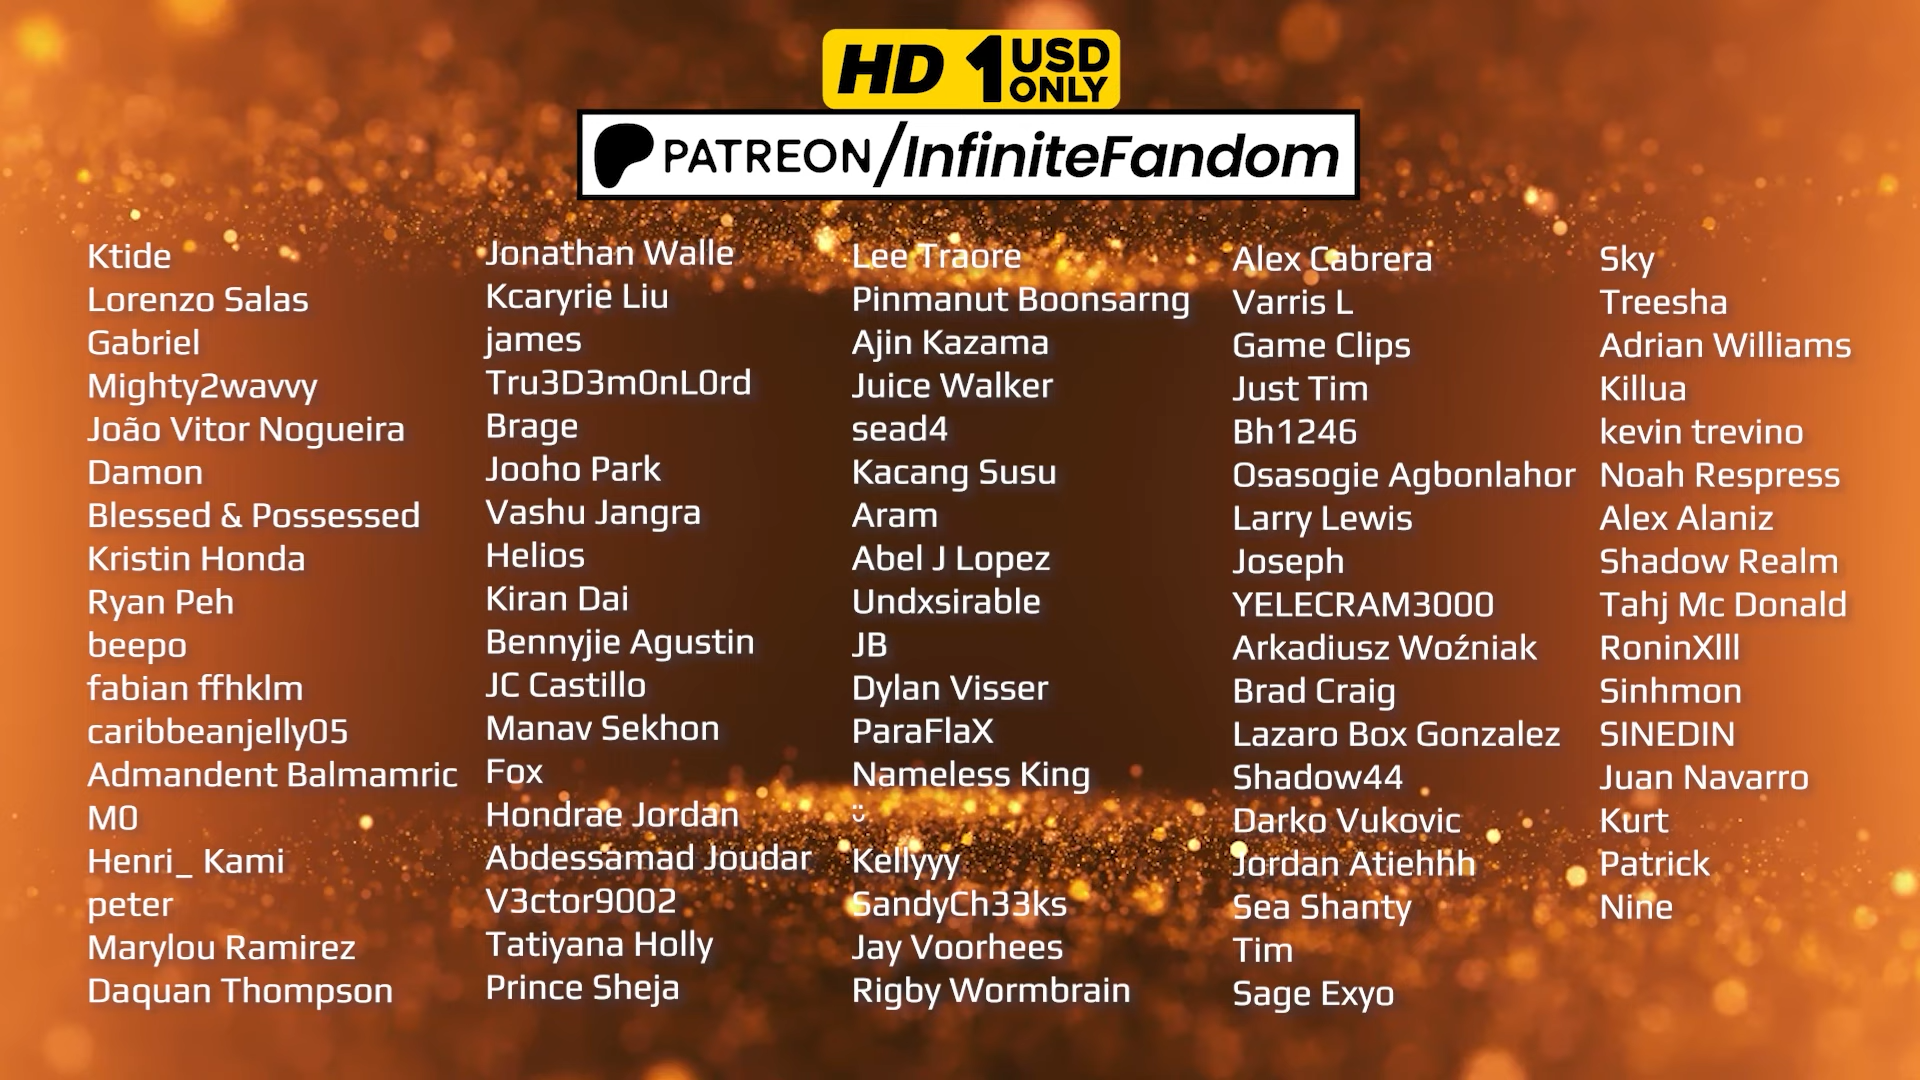 HD 1 USD ONLY
PATREON/InfiniteFandom
Ktide
Lorenzo Salas
Gabriel
Mighty2wavvy
João Vitor Nogueira
Damon
Blessed & Possessed
Kristin Honda
Ryan Peh
beepo
fabian ffhklm
caribbeanjelly05
Admandent Balmamric
M0
Henri_ Kami
peter
Marylou Ramirez
Daquan Thompson
Jonathan Walle
Kcaryrie Liu
james
Tru3D3m0nL0rd
Brage
Jooho Park
Vashu Jangra
Helios
Kiran Dai
Bennyjie Agustin
JC Castillo
Manav Sekhon
Fox
Hondrae Jordan
Abdessamad Joudar
V3ctor9002
Tatiyana Holly
Prince Sheja
Lee Traore
Pinmanut Boonsarng
Ajin Kazama
Juice Walker
sead4
Kacang Susu
Aram
Abel J Lopez
Undxsirable
JB
Dylan Visser
ParaFlaX
Nameless King
Kellyyy
SandyCh33ks
Jay Voorhees
Rigby Wormbrain
Alex Cabrera
Varris L
Game Clips
Just Tim
Bh1246
Osasogie Agbonlahor
Larry Lewis
Joseph
YELECRAM3000
Arkadiusz Woźniak
Brad Craig
Lazaro Box Gonzalez
Shadow44
Darko Vukovic
Jordan Atiehhh
Sea Shanty
Tim
Sage Exyo
Sky
Treesha
Adrian Williams
Killua
kevin trevino
Noah Respress
Alex Alaniz
Shadow Realm
Tahj Mc Donald
RoninXlll
Sinhmon
SINEDIN
Juan Navarro
Kurt
Patrick
Nine